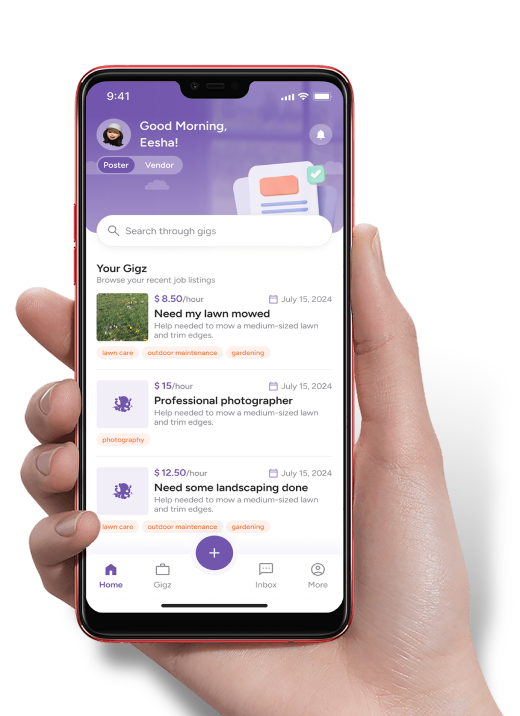 9:41
Good Morning,
Eesha!
Poster Vendor
Search through gigs
Your Gigz
Browse your recent job listings
$ 8.50/hour July 15, 2024
Need my lawn mowed
Help needed to mow a medium-sized lawn
and trim edges.
lawn care outdoor maintenance gardening
$ 15/hour July 15, 2024
Professional photographer
Help needed to mow a medium-sized lawn
and trim edges.
photography
$ 12.50/hour July 15, 2024
Need some landscaping done
Help needed to mow a medium-sized lawn
and trim edges.
lawn care outdoor maintenance gardening
Home Gigz Inbox More